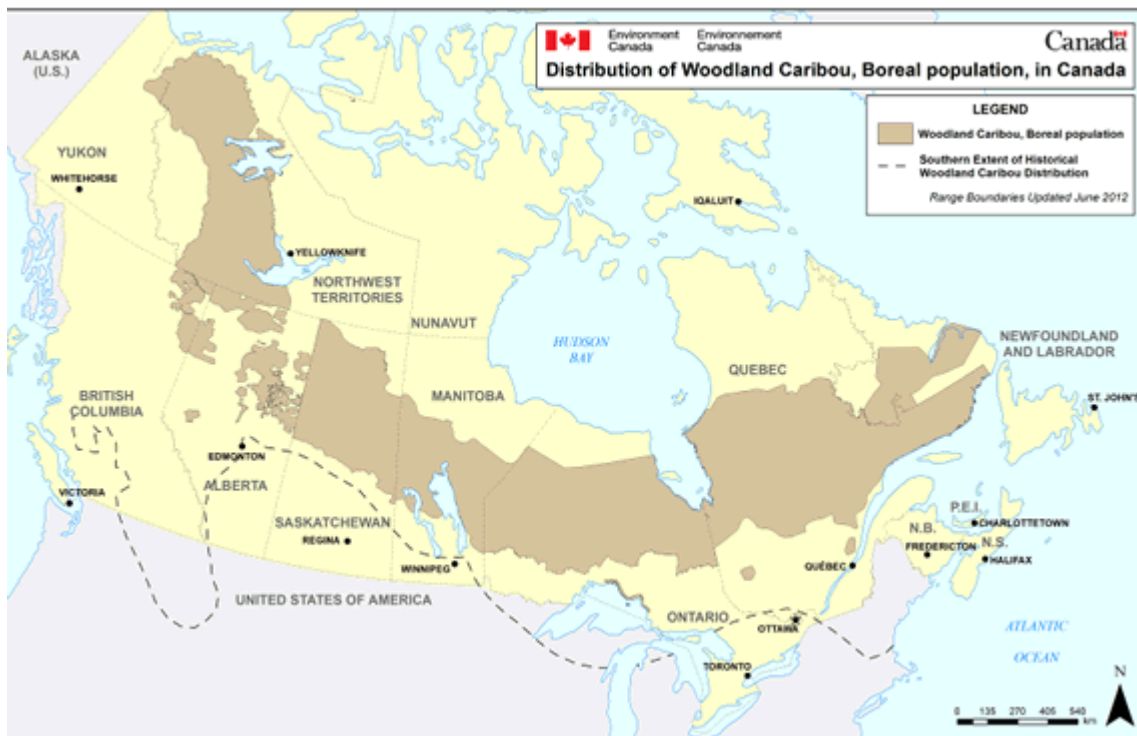 Environment Environnement
Canada Canada
Canada
Distribution of Woodland Caribou, Boreal population, in Canada
LEGEND
Woodland Caribou, Boreal population
Southern Extent of Historical
Woodland Caribou Distribution
Range Boundaries Updated June 2012
ALASKA
(U.S.)
YUKON
WHITEHORSE
IQALUIT
YELLOWKNIFE
NORTHWEST
TERRITORIES
NUNAVUT
HUDSON
BAY
NEWFOUNDLAND
AND LABRADOR
QUEBEC
BRITISH
COLUMBIA
MANITOBA
ST. JOHN'S
EDMONTON
ALBERTA
VICTORIA
SASKATCHEWAN
REGINA
WINNIPEG
P.E.I.
CHARLOTTETOWN
N.B.
N.S.
FREDERICTON
HALIFAX
QUÉBEC
UNITED STATES OF AMERICA
ONTARIO
OTTAWA
TORONTO
ATLANTIC
OCEAN
N
0 135 270 405 540
km